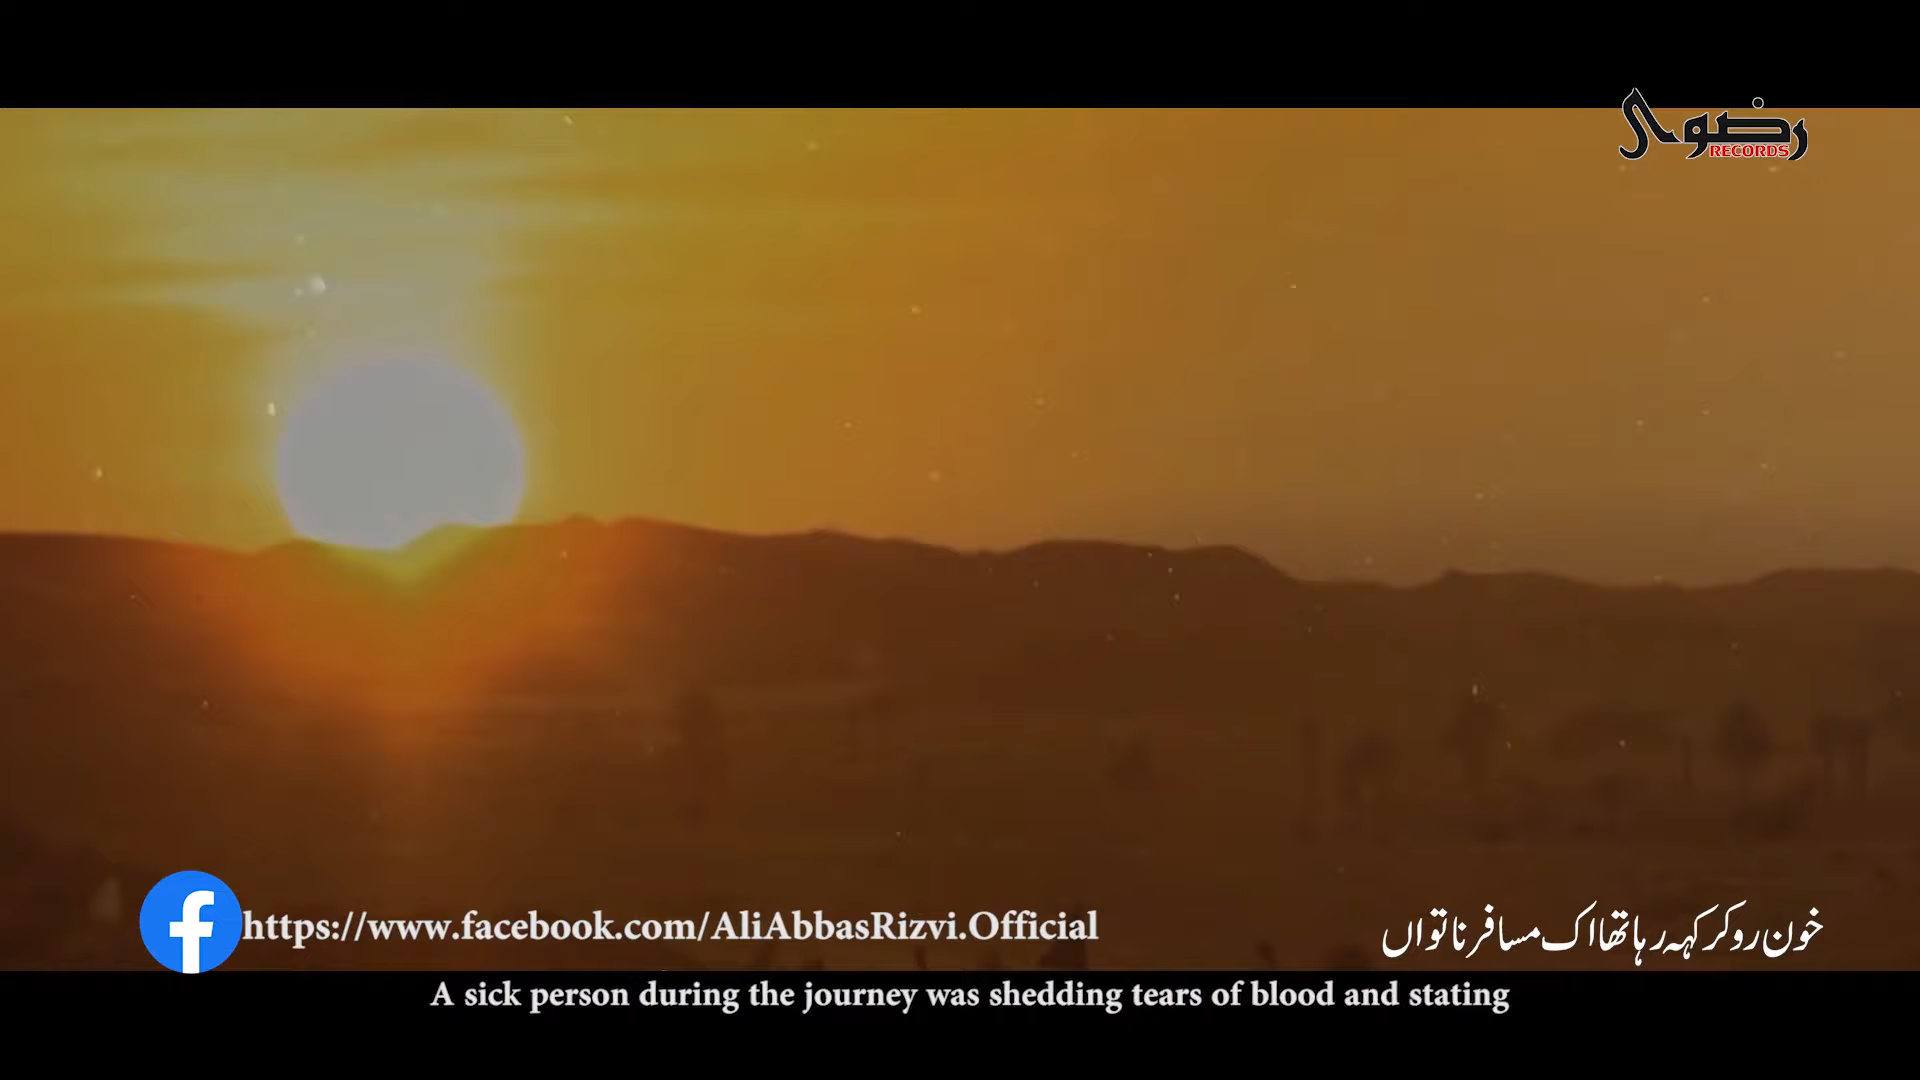 رضوی
RECORDS
خون رو کر کہہ رہا تھا اک مسافر ناتواں
https://www.facebook.com/AliAbbasRizvi.Official
A sick person during the journey was shedding tears of blood and stating